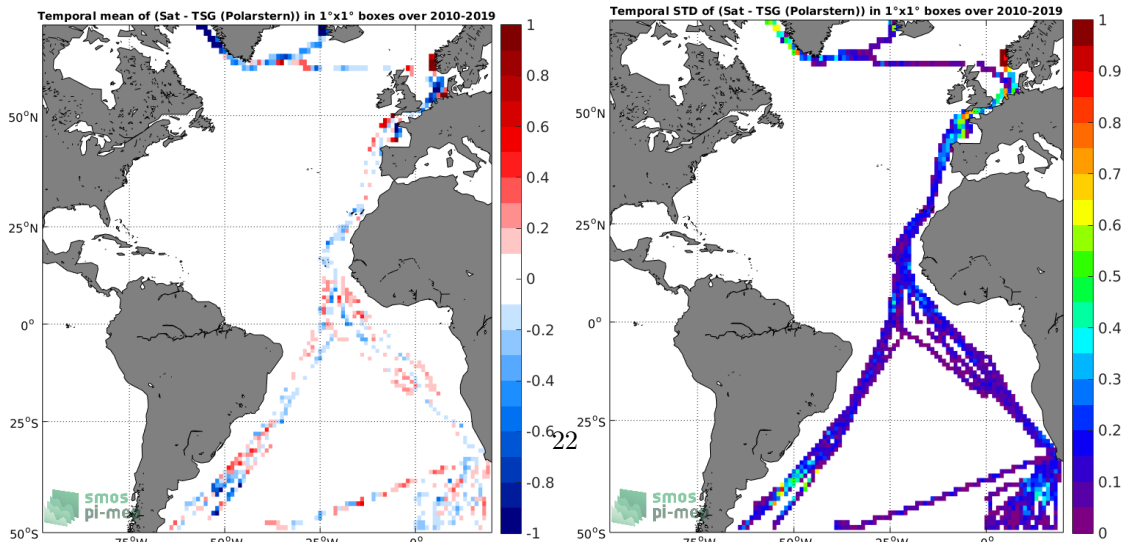 Temporal mean of (Sat - TSG (Polarstern)) in 1°x1° boxes over 2010-2019
1
0.8
0.6
0.4
0.2
0
-0.2
-0.4
-0.6
-0.8
-1
50°N
25°N
0°
25°S
50°S
75°W
50°W
25°W
0°
smos
pi-mep
22
Temporal STD of (Sat - TSG (Polarstern)) in 1°x1° boxes over 2010-2019
1
0.9
0.8
0.7
0.6
0.5
0.4
0.3
0.2
0.1
0
50°N
25°N
0°
25°S
50°S
75°W
50°W
25°W
0°
smos
pi-mep